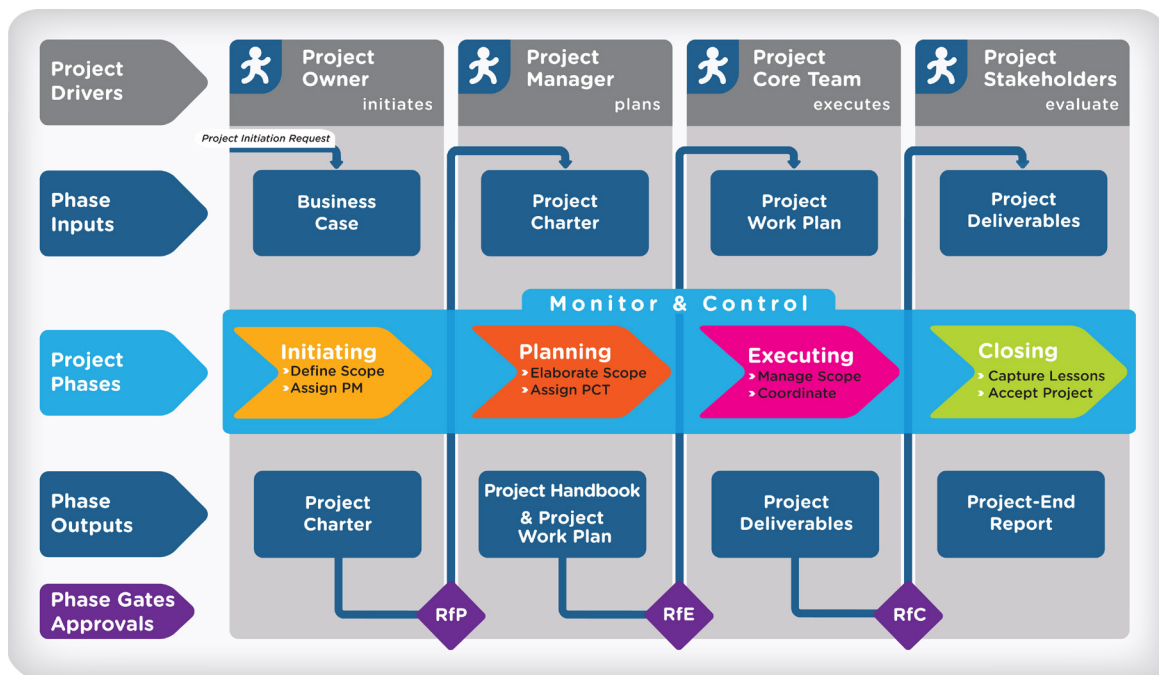 Project
Drivers
Project
Owner
initiates
Project
Manager
plans
Project
Core Team
executes
Project
Stakeholders
evaluate
Project Initiation Request
Phase
Inputs
Business
Case
Project
Charter
Project
Work Plan
Project
Deliverables
Monitor & Control
Project
Phases
Initiating
» Define Scope
» Assign PM
Planning
» Elaborate Scope
» Assign PCT
Executing
» Manage Scope
» Coordinate
Closing
» Capture Lessons
» Accept Project
Phase
Outputs
Project
Charter
Project Handbook
& Project
Work Plan
Project
Deliverables
Project-End
Report
Phase Gates
Approvals
RfP
RfE
RfC